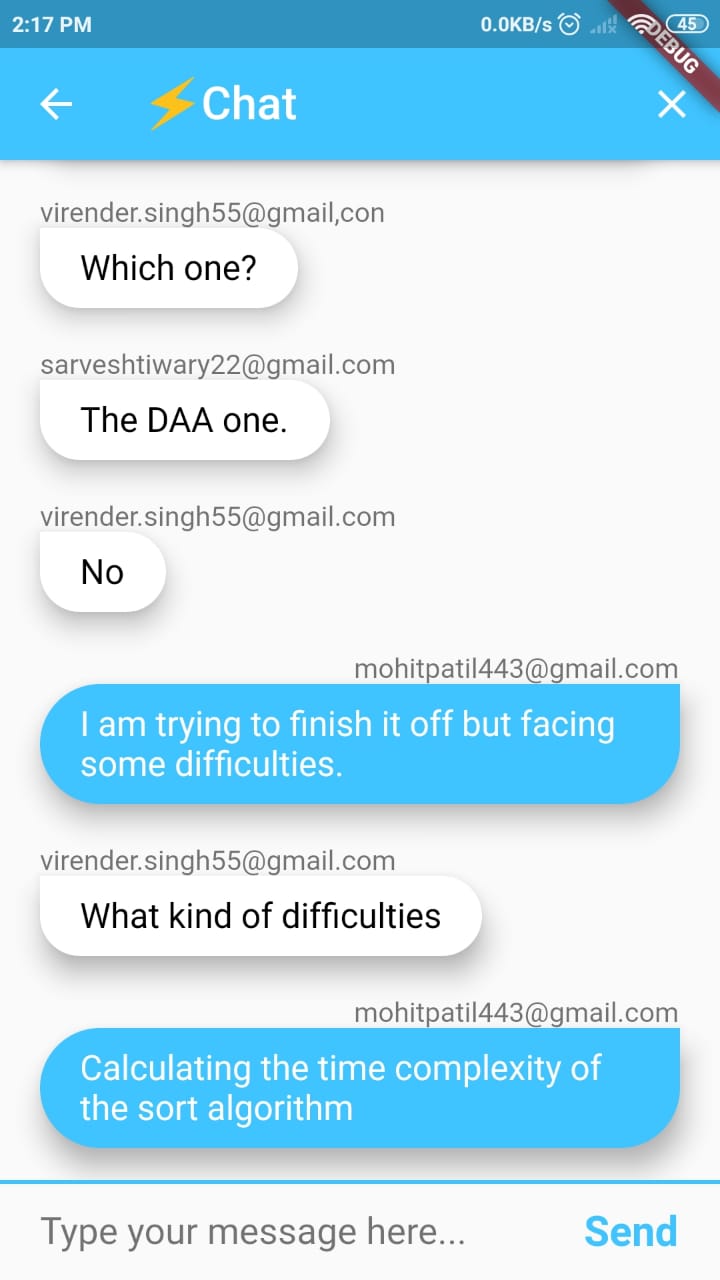 2:17 PM 0.0KB/s 45
DEBUG
⚡Chat
virender.singh55@gmail,con
Which one?
sarveshtiwary22@gmail.com
The DAA one.
virender.singh55@gmail.com
No
mohitpatil443@gmail.com
I am trying to finish it off but facing
some difficulties.
virender.singh55@gmail.com
What kind of difficulties
mohitpatil443@gmail.com
Calculating the time complexity of
the sort algorithm
Type your message here... Send